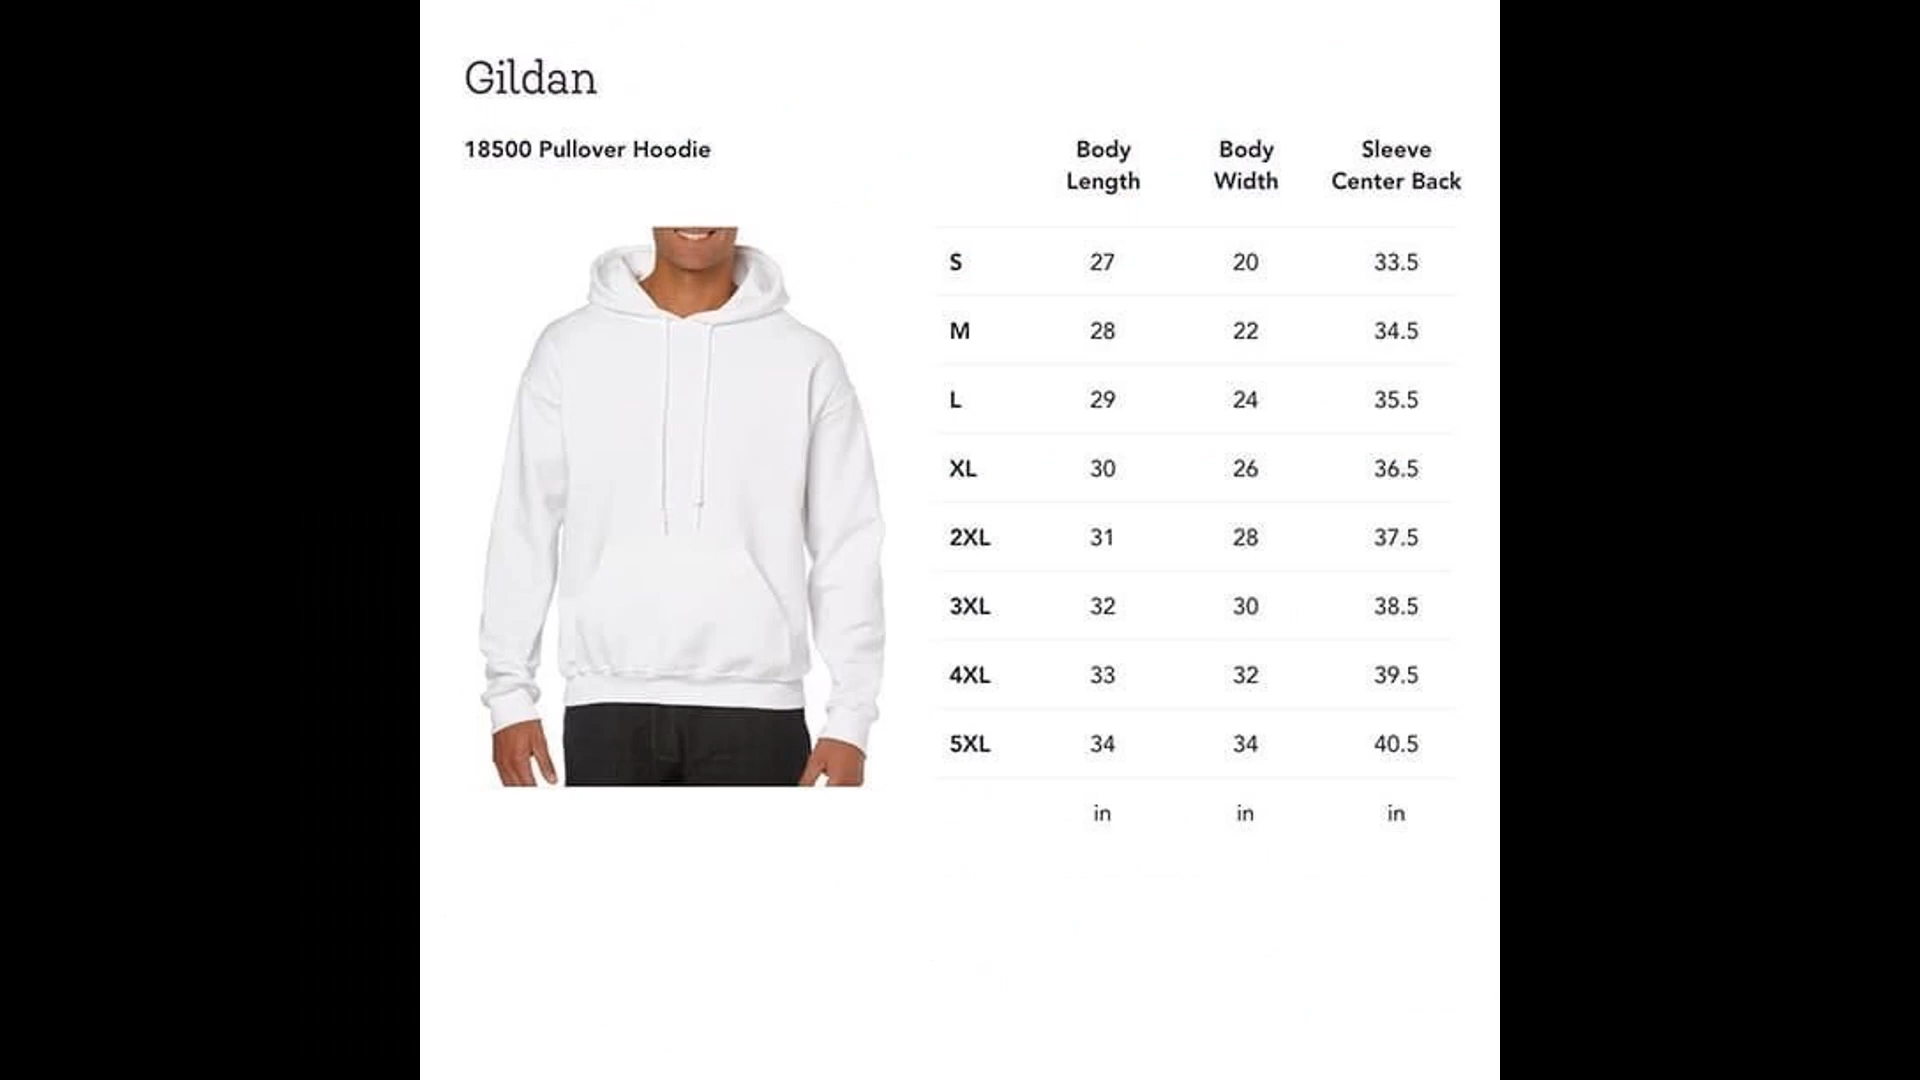 Gildan
18500 Pullover Hoodie
Body Length Body Width Sleeve Center Back
S 27 20 33.5
M 28 22 34.5
L 29 24 35.5
XL 30 26 36.5
2XL 31 28 37.5
3XL 32 30 38.5
4XL 33 32 39.5
5XL 34 34 40.5
in in in